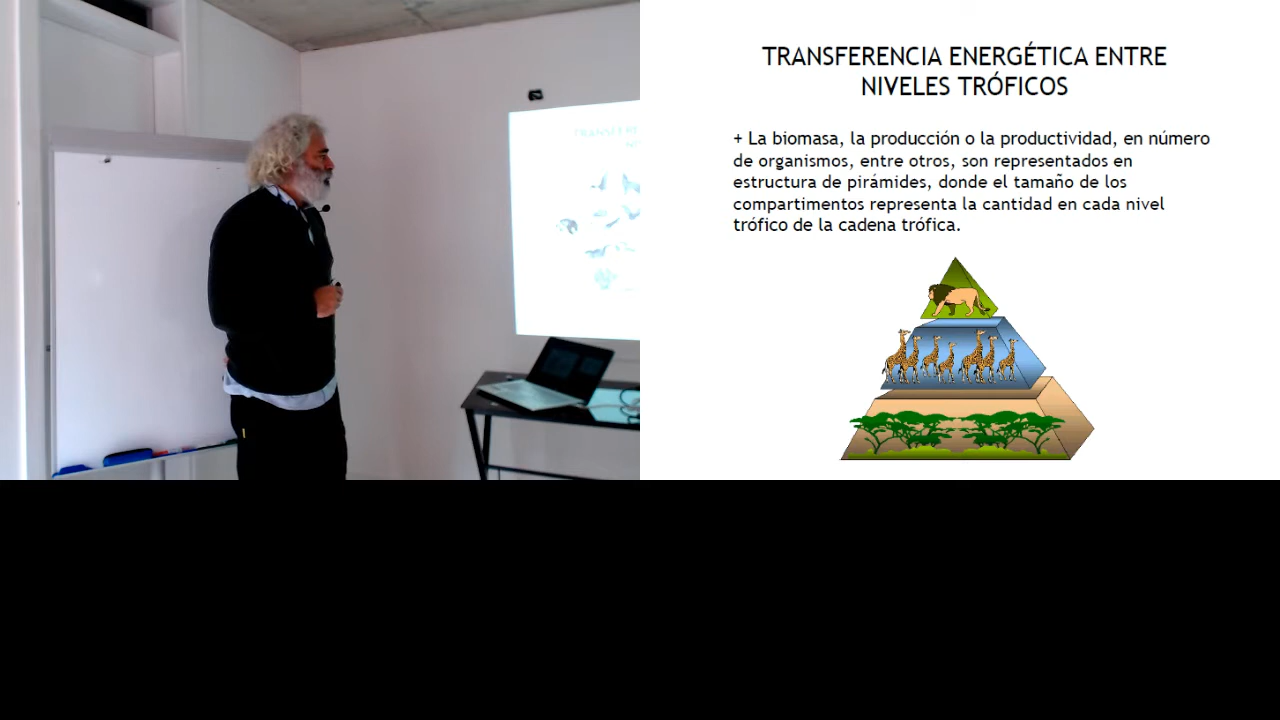 TRANSFERENCIA ENERGÉTICA ENTRE
NIVELES TRÓFICOS
+ La biomasa, la producción o la productividad, en número
de organismos, entre otros, son representados en
estructura de pirámides, donde el tamaño de los
compartimentos representa la cantidad en cada nivel
trófico de la cadena trófica.